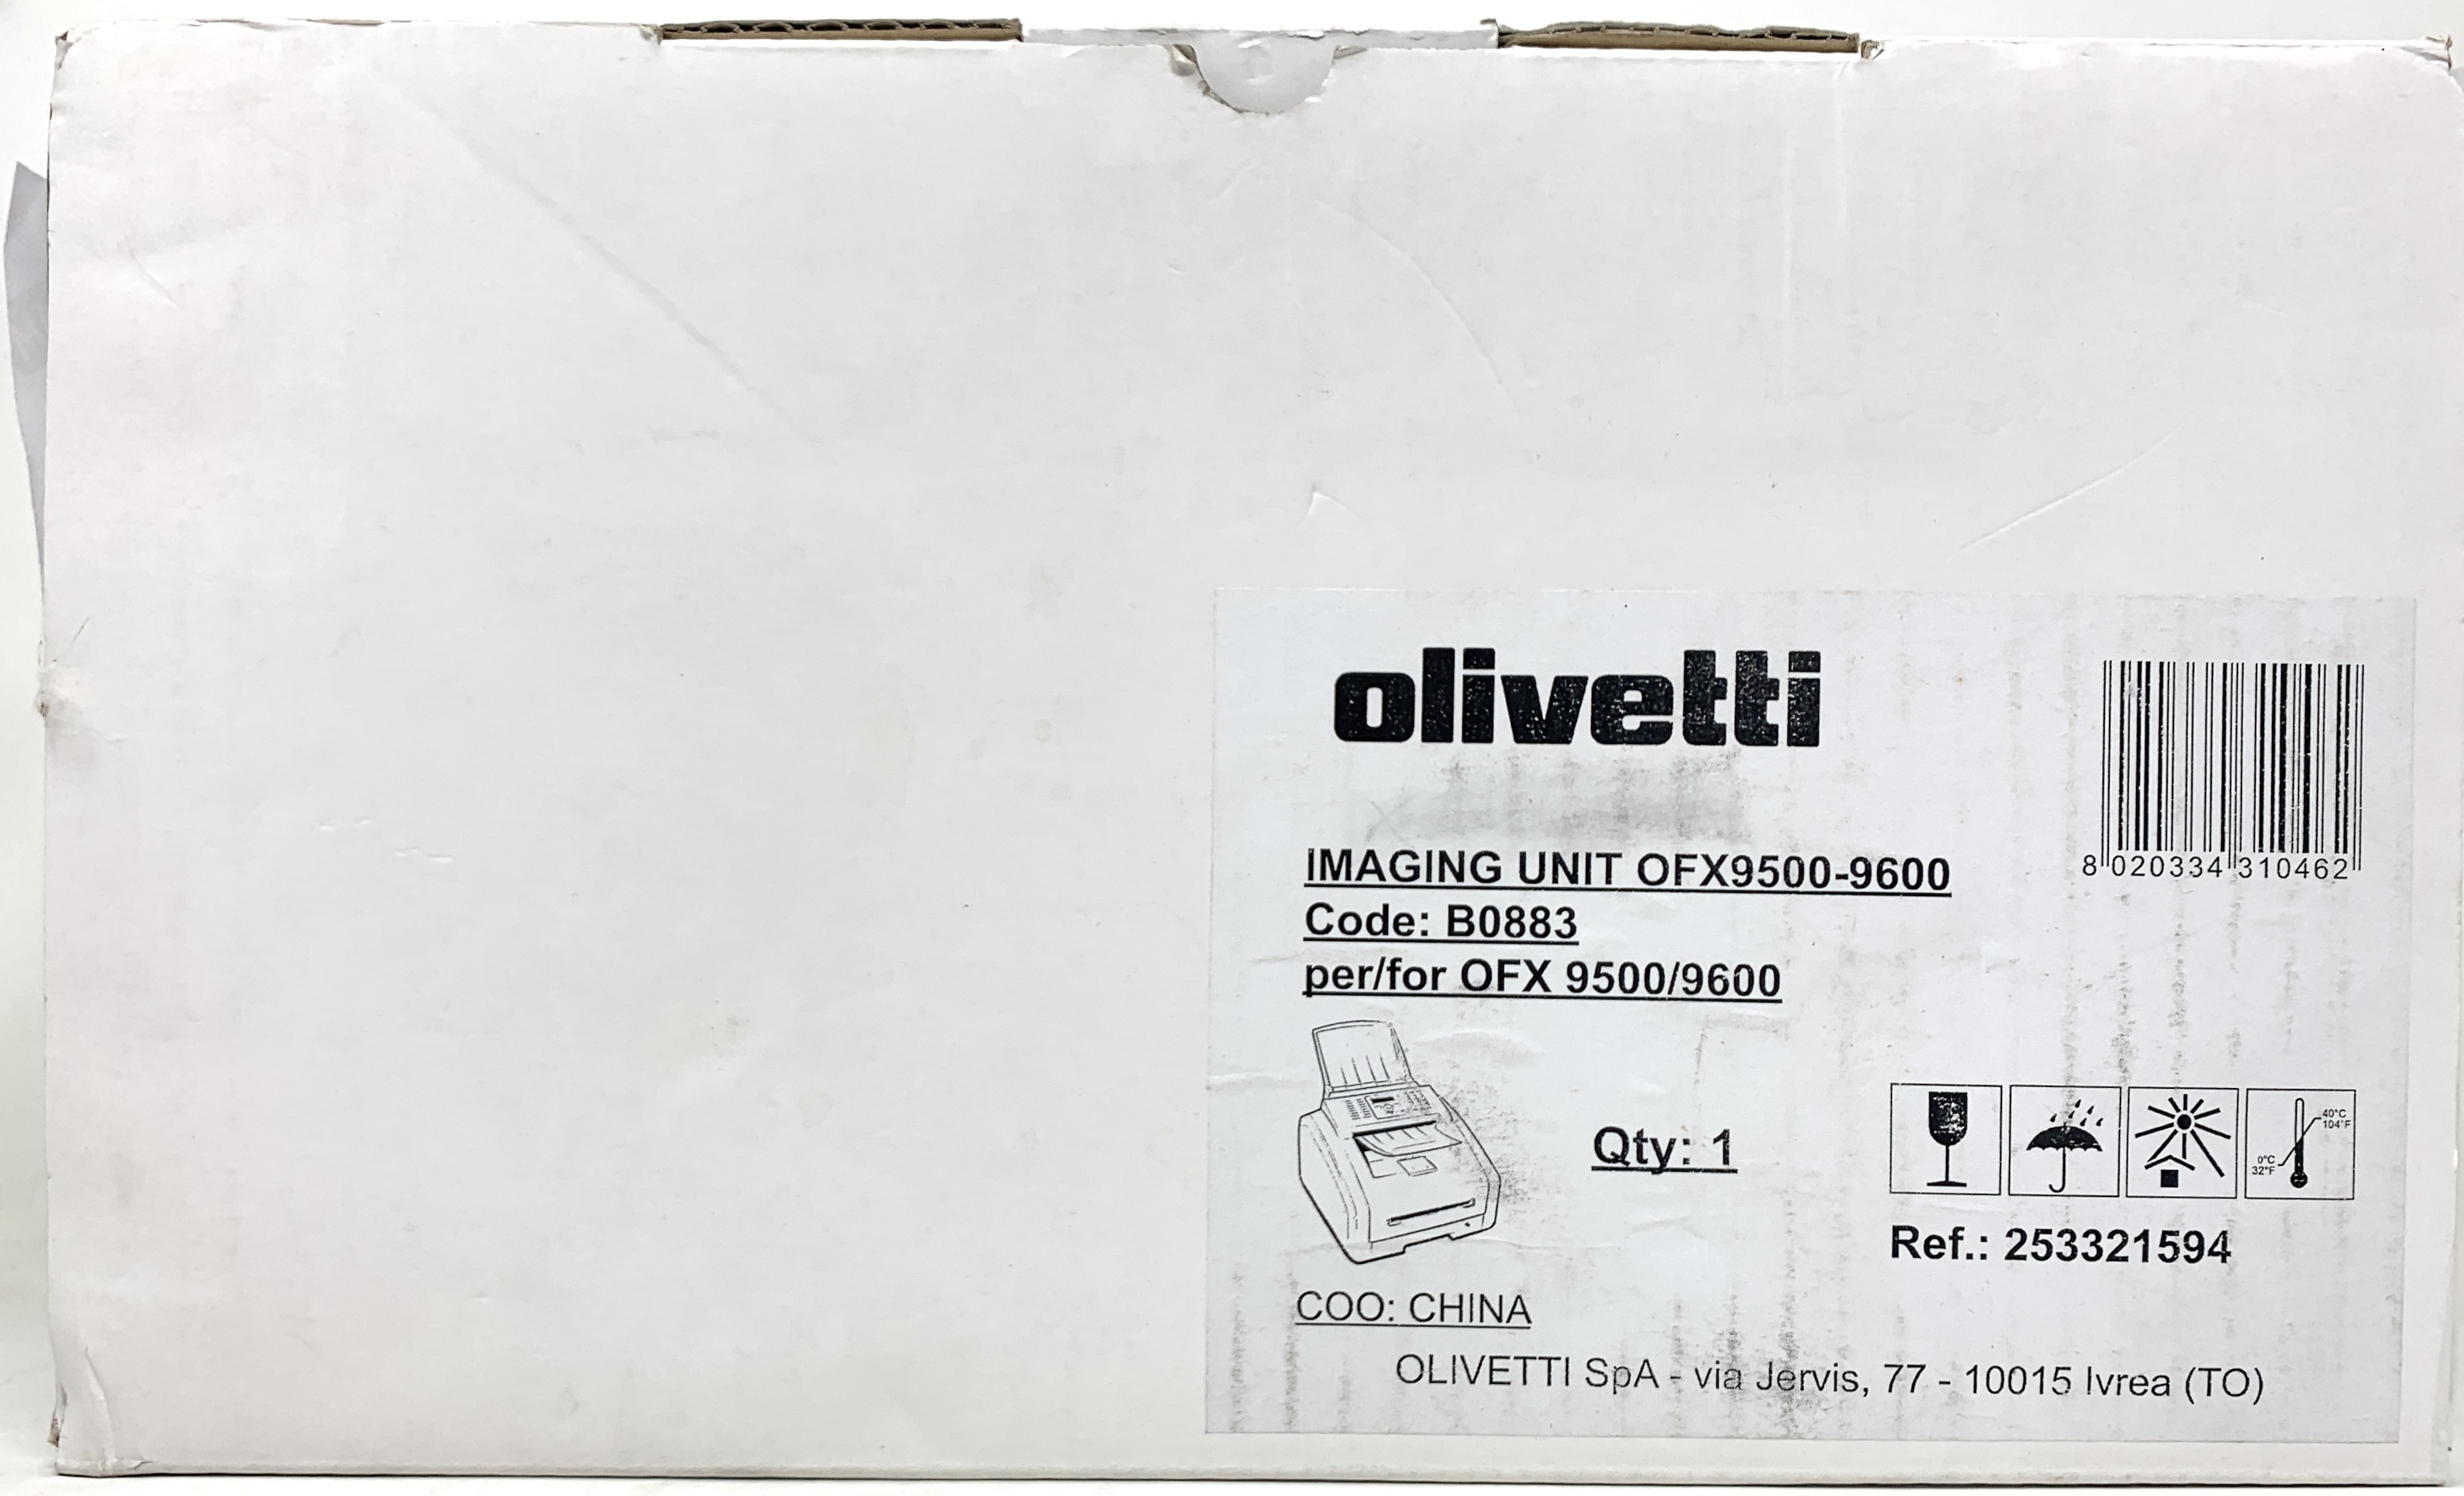 olivetti
8 020334 310462
IMAGING UNIT OFX9500-9600
Code: B0883
per/for OFX 9500/9600
Qty: 1
40°C
104°F
0°C
32°F
Ref.: 253321594
COO: CHINA
OLIVETTI SpA - via Jervis, 77 - 10015 Ivrea (TO)